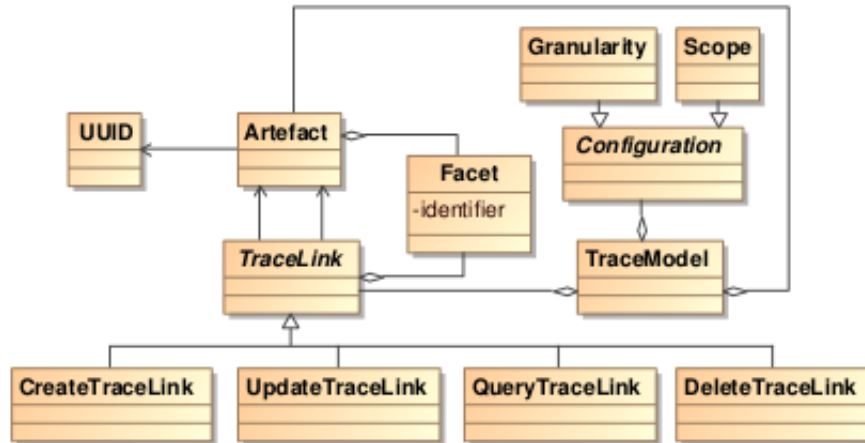 Granularity
Scope
UUID
Artefact
Configuration
Facet
-identifier
TraceLink
TraceModel
CreateTraceLink
UpdateTraceLink
QueryTraceLink
DeleteTraceLink